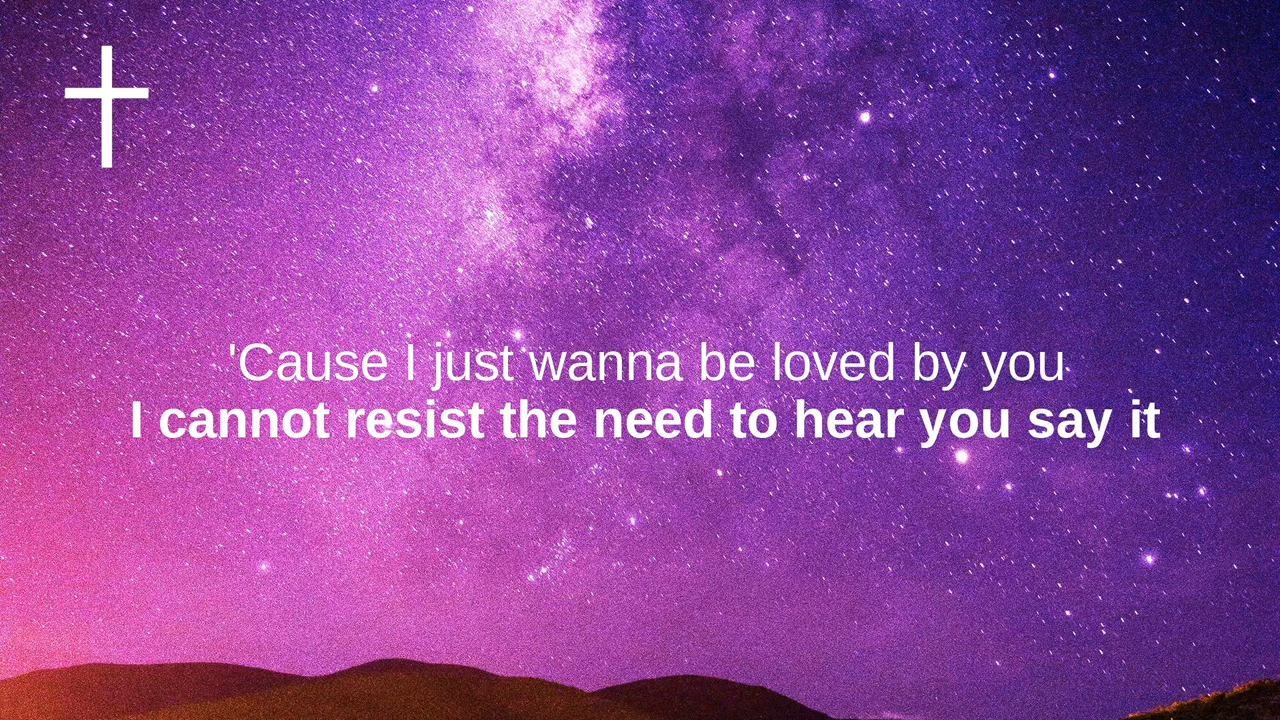 'Cause I just wanna be loved by you
I cannot resist the need to hear you say it